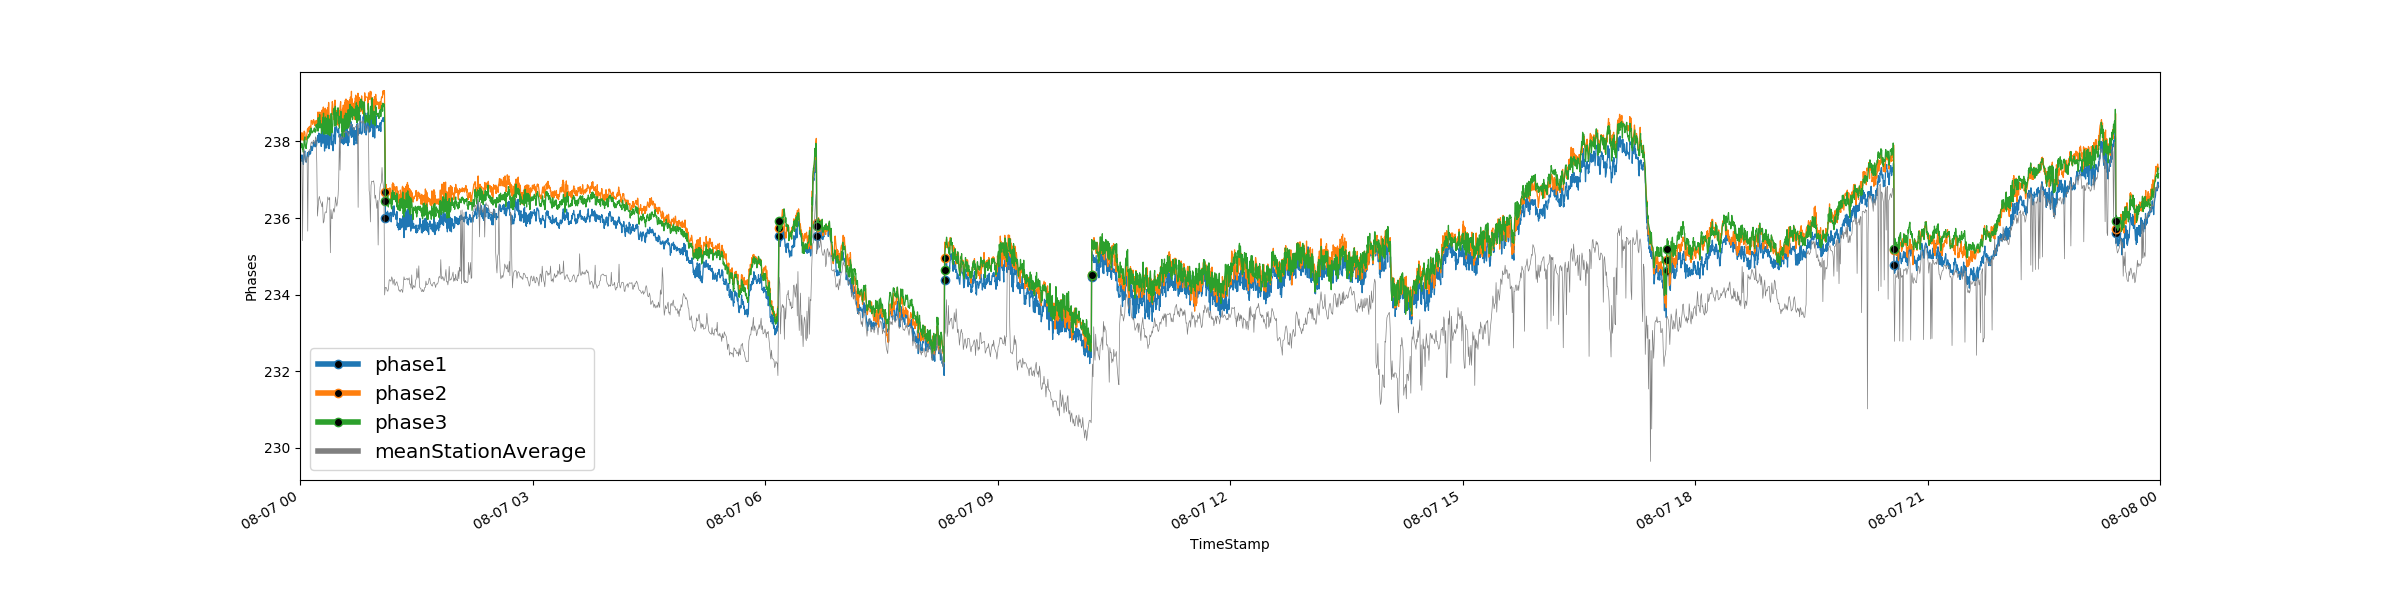 238
236
234
232
230
Phases
phase1
phase2
phase3
meanStationAverage
08-07 00
08-07 03
08-07 06
08-07 09
08-07 12
08-07 15
08-07 18
08-07 21
08-08 00
TimeStamp